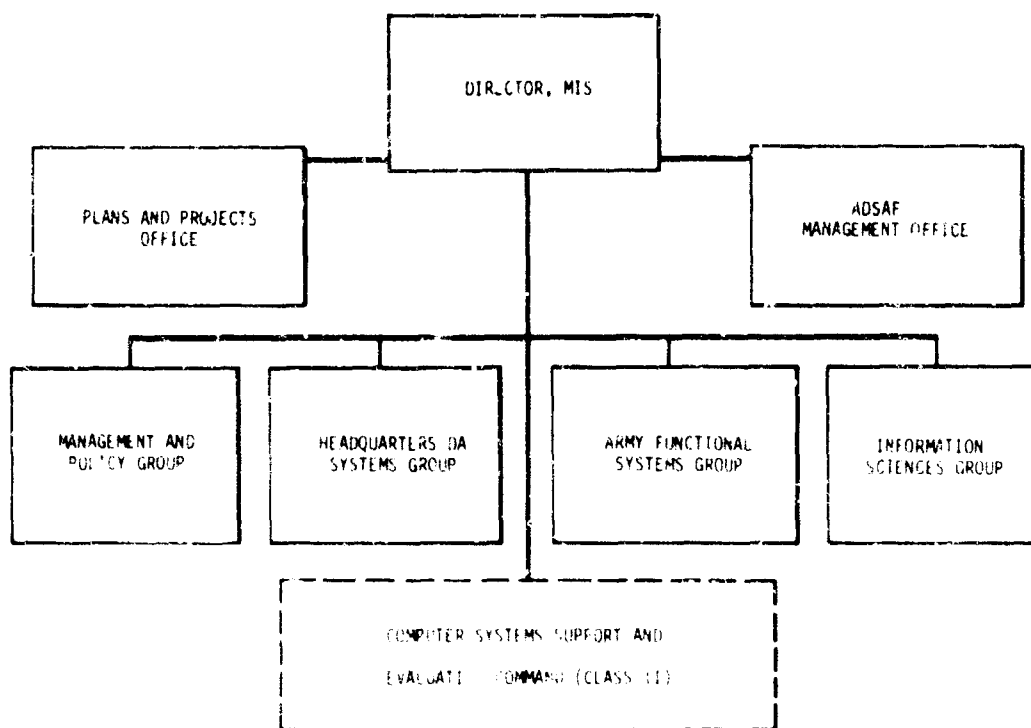 DIRECTOR, MIS
PLANS AND PROJECTS
OFFICE
ADSAF
MANAGEMENT OFFICE
MANAGEMENT AND
POLICY GROUP
HEADQUARTERS DA
SYSTEMS GROUP
ARMY FUNCTIONAL
SYSTEMS GROUP
INFORMATION
SCIENCES GROUP
COMPUTER SYSTEMS SUPPORT AND
COMMAND (CLASS II)